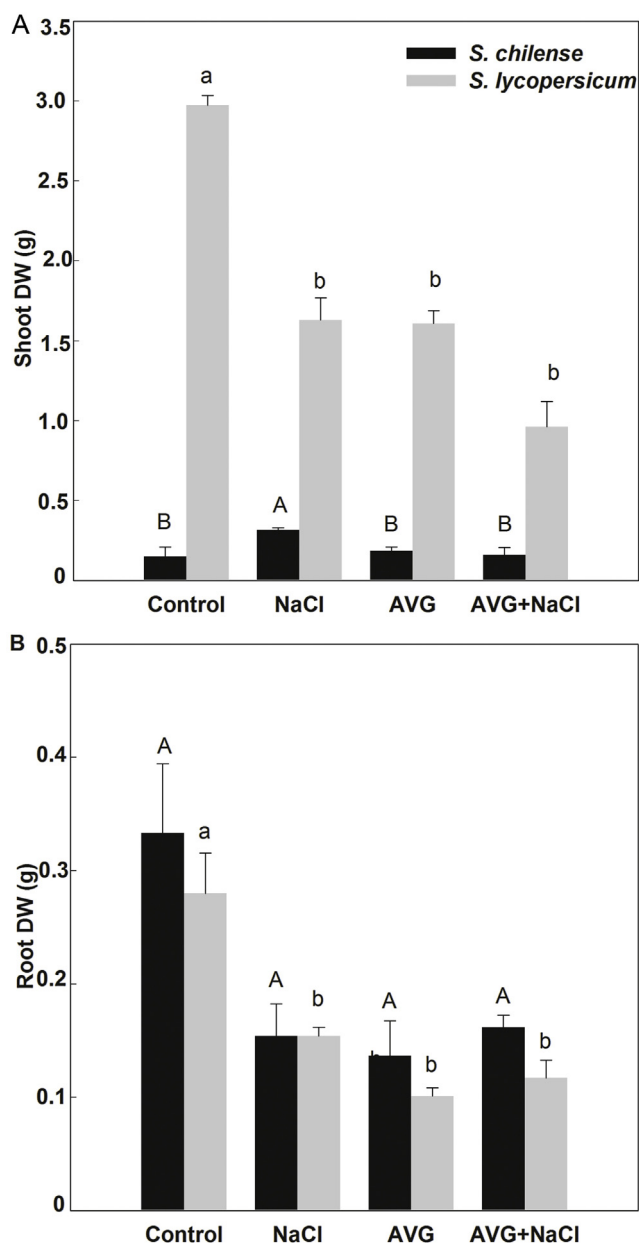 A
3.5
3.0
2.5
2.0
1.5
1.0
0.5
0
Shoot DW (g)
S. chilense
S. lycopersicum
a
b
b
b
B
A
B
B
Control NaCl AVG AVG+NaCl
B
0.5
0.4
0.3
0.2
0.1
0
Root DW (g)
A
a
A
b
A
b
A
b
Control NaCl AVG AVG+NaCl